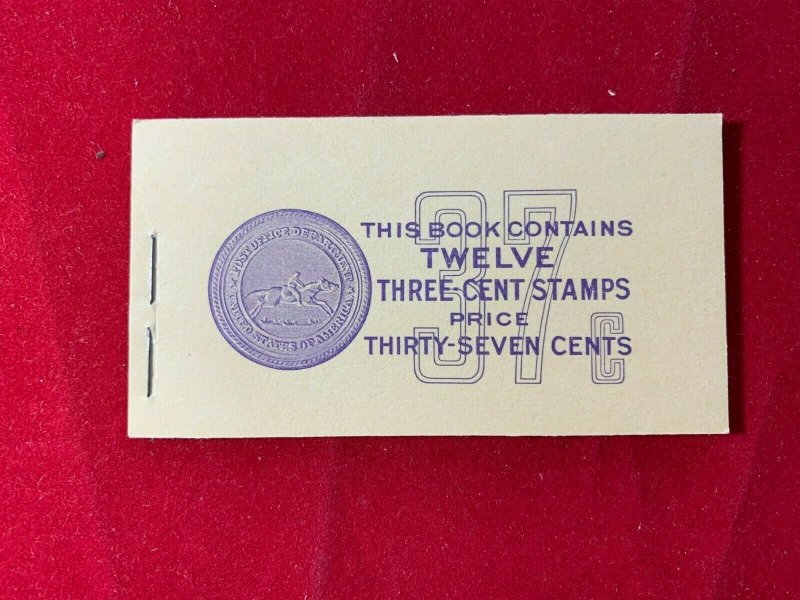 POST OFFICE DEPARTMENT
UNITED STATES OF AMERICA
37c
THIS BOOK CONTAINS
TWELVE
THREE-CENT STAMPS
PRICE
THIRTY-SEVEN CENTS